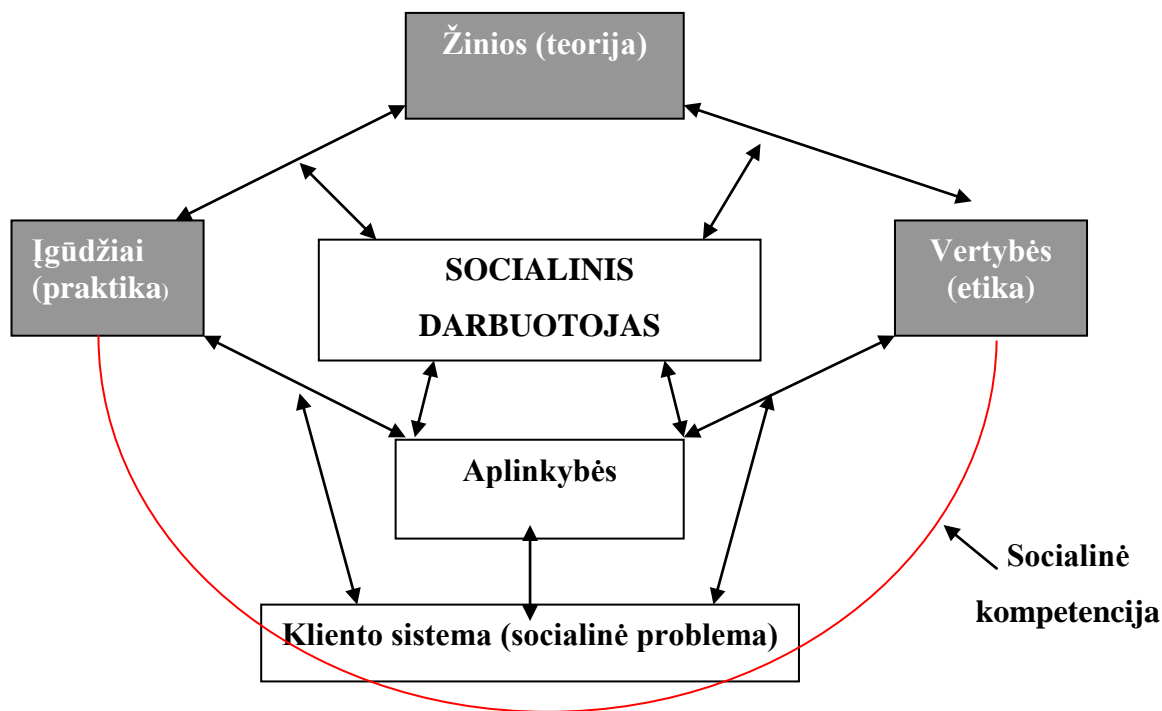 Žinios (teorija)
Įgūdžiai
(praktika)
SOCIALINIS
DARBUOTOJAS
Vertybės
(etika)
Aplinkybės
Socialinė
kompetencija
Kliento sistema (socialinė problema)